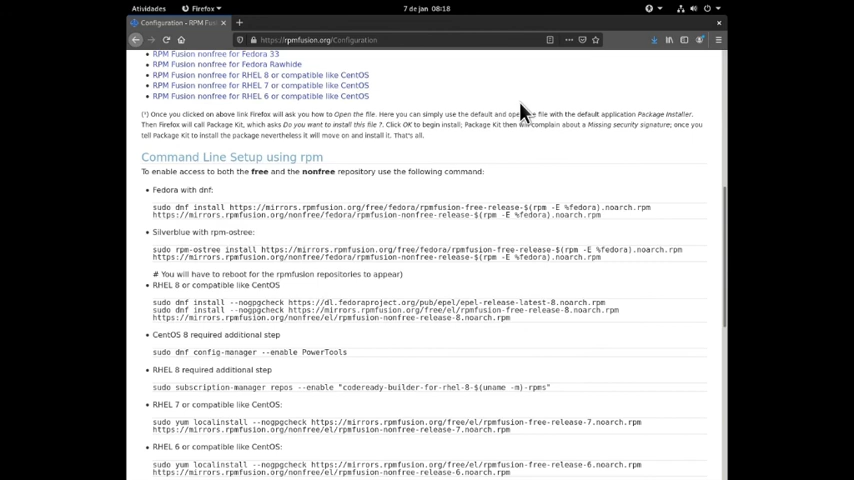 Atividades Firefox 7 de jan 08:18
Configuration - RPM Fusi
https://rpmfusion.org/Configuration
RPM Fusion nonfree for Fedora 33
RPM Fusion nonfree for Fedora Rawhide
RPM Fusion nonfree for RHEL 8 or compatible like CentOS
RPM Fusion nonfree for RHEL 7 or compatible like CentOS
RPM Fusion nonfree for RHEL 6 or compatible like CentOS
(*) Once you clicked on above link Firefox will ask you how to Open the file. Here you can simply use the default and file with the default application Package Installer.
Then Firefox will call Package Kit, which asks Do you want to install this file ?. Click OK to begin install; Package Kit then will complain about a Missing security signature; once you
tell Package Kit to install the package nevertheless it will move on and install it. That's all.
Command Line Setup using rpm
To enable access to both the free and the nonfree repository use the following command:
• Fedora with dnf:
sudo dnf install https://mirrors.rpmfusion.org/free/fedora/rpmfusion-free-release-$(rpm -E %fedora).noarch.rpm
https://mirrors.rpmfusion.org/nonfree/fedora/rpmfusion-nonfree-release-$(rpm -E %fedora).noarch.rpm
• Silverblue with rpm-ostree:
sudo rpm-ostree install https://mirrors.rpmfusion.org/free/fedora/rpmfusion-free-release-$(rpm -E %fedora).noarch.rpm
https://mirrors.rpmfusion.org/nonfree/fedora/rpmfusion-nonfree-release-$(rpm -E %fedora).noarch.rpm
# You will have to reboot for the rpmfusion repositories to appear)
• RHEL 8 or compatible like CentOS
sudo dnf install --nogpgcheck https://dl.fedoraproject.org/pub/epel/epel-release-latest-8.noarch.rpm
sudo dnf install --nogpgcheck https://mirrors.rpmfusion.org/free/el/rpmfusion-free-release-8.noarch.rpm
https://mirrors.rpmfusion.org/nonfree/el/rpmfusion-nonfree-release-8.noarch.rpm
• CentOS 8 required additional step
sudo dnf config-manager --enable PowerTools
• RHEL 8 required additional step
sudo subscription-manager repos --enable "codeready-builder-for-rhel-8-$(uname -m)-rpms"
• RHEL 7 or compatible like CentOS:
sudo yum localinstall --nogpgcheck https://mirrors.rpmfusion.org/free/el/rpmfusion-free-release-7.noarch.rpm
https://mirrors.rpmfusion.org/nonfree/el/rpmfusion-nonfree-release-7.noarch.rpm
• RHEL 6 or compatible like CentOS:
sudo yum localinstall --nogpgcheck https://mirrors.rpmfusion.org/free/el/rpmfusion-free-release-6.noarch.rpm
https://mirrors.rpmfusion.org/nonfree/el/rpmfusion-nonfree-release-6.noarch.rpm